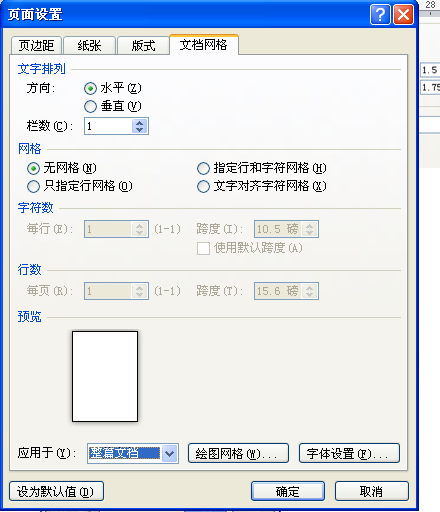 页面设置
28
页边距 纸张 版式 文档网格
文字排列
方向: 水平(Z)
垂直(V)
栏数(C): 1
1.5
1.75
网格
无网格(N) 指定行和字符网格(H)
只指定行网格(O) 文字对齐字符网格(X)
字符数
每行(E): 1 (1-1) 跨度(I): 10.5 磅
使用默认跨度(A)
行数
每页(R): 1 (1-1) 跨度(T): 15.6 磅
预览
应用于(Y): 整篇文档 绘图网格(W)... 字体设置(F)...
设为默认值(D) 确定 取消